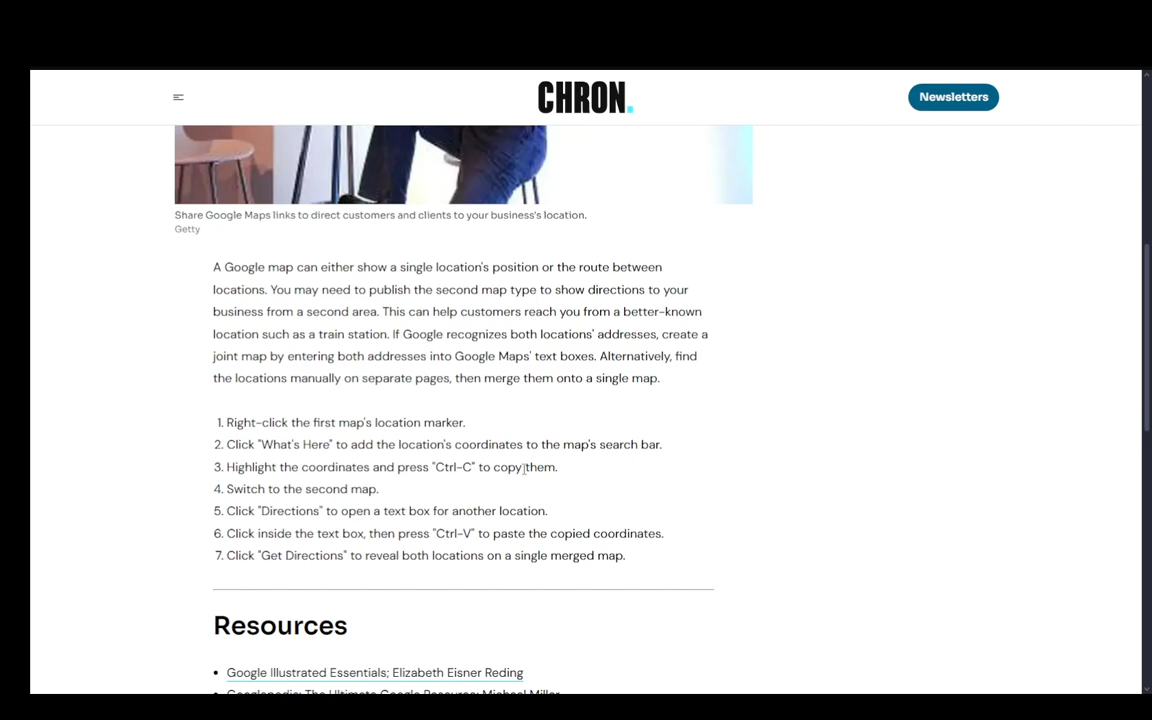 CHRON.
Newsletters
Share Google Maps links to direct customers and clients to your business's location.
Getty
A Google map can either show a single location's position or the route between
locations. You may need to publish the second map type to show directions to your
business from a second area. This can help customers reach you from a better-known
location such as a train station. If Google recognizes both locations' addresses, create a
joint map by entering both addresses into Google Maps' text boxes. Alternatively, find
the locations manually on separate pages, then merge them onto a single map.
1. Right-click the first map's location marker.
2. Click "What's Here" to add the location's coordinates to the map's search bar.
3. Highlight the coordinates and press "Ctrl-C" to copy them.
4. Switch to the second map.
5. Click "Directions" to open a text box for another location.
6. Click inside the text box, then press "Ctrl-V" to paste the copied coordinates.
7. Click "Get Directions" to reveal both locations on a single merged map.
Resources
• Google Illustrated Essentials; Elizabeth Eisner Reding
• Googlepedia: The Ultimate Google Resource; Michael Miller